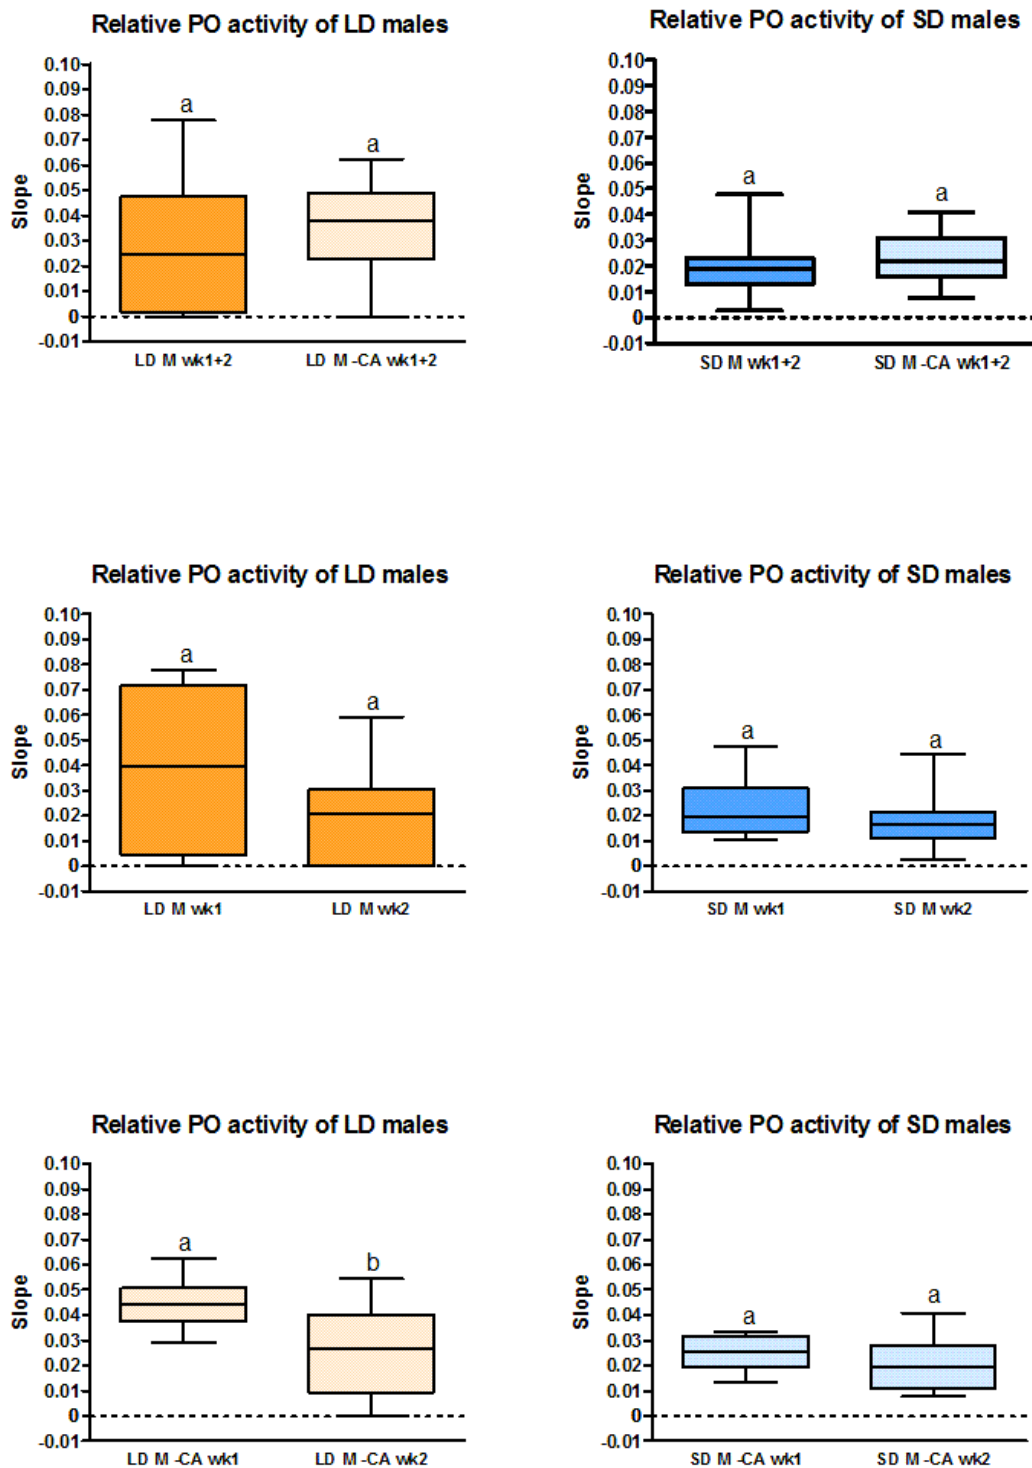 Relative PO activity of LD males
0.10
0.09
0.08
0.07
0.06
0.05
0.04
0.03
0.02
0.01
0
-0.01
Slope
a
a
LD M wk1+2
LD M -CA wk1+2
Relative PO activity of SD males
0.10
0.09
0.08
0.07
0.06
0.05
0.04
0.03
0.02
0.01
0
-0.01
Slope
a
a
SD M wk1+2
SD M -CA wk1+2
Relative PO activity of LD males
0.10
0.09
0.08
0.07
0.06
0.05
0.04
0.03
0.02
0.01
0
-0.01
Slope
a
a
LD M wk1
LD M wk2
Relative PO activity of SD males
0.10
0.09
0.08
0.07
0.06
0.05
0.04
0.03
0.02
0.01
0
-0.01
Slope
a
a
SD M wk1
SD M wk2
Relative PO activity of LD males
0.10
0.09
0.08
0.07
0.06
0.05
0.04
0.03
0.02
0.01
0
-0.01
Slope
a
b
LD M -CA wk1
LD M -CA wk2
Relative PO activity of SD males
0.10
0.09
0.08
0.07
0.06
0.05
0.04
0.03
0.02
0.01
0
-0.01
Slope
a
a
SD M -CA wk1
SD M -CA wk2